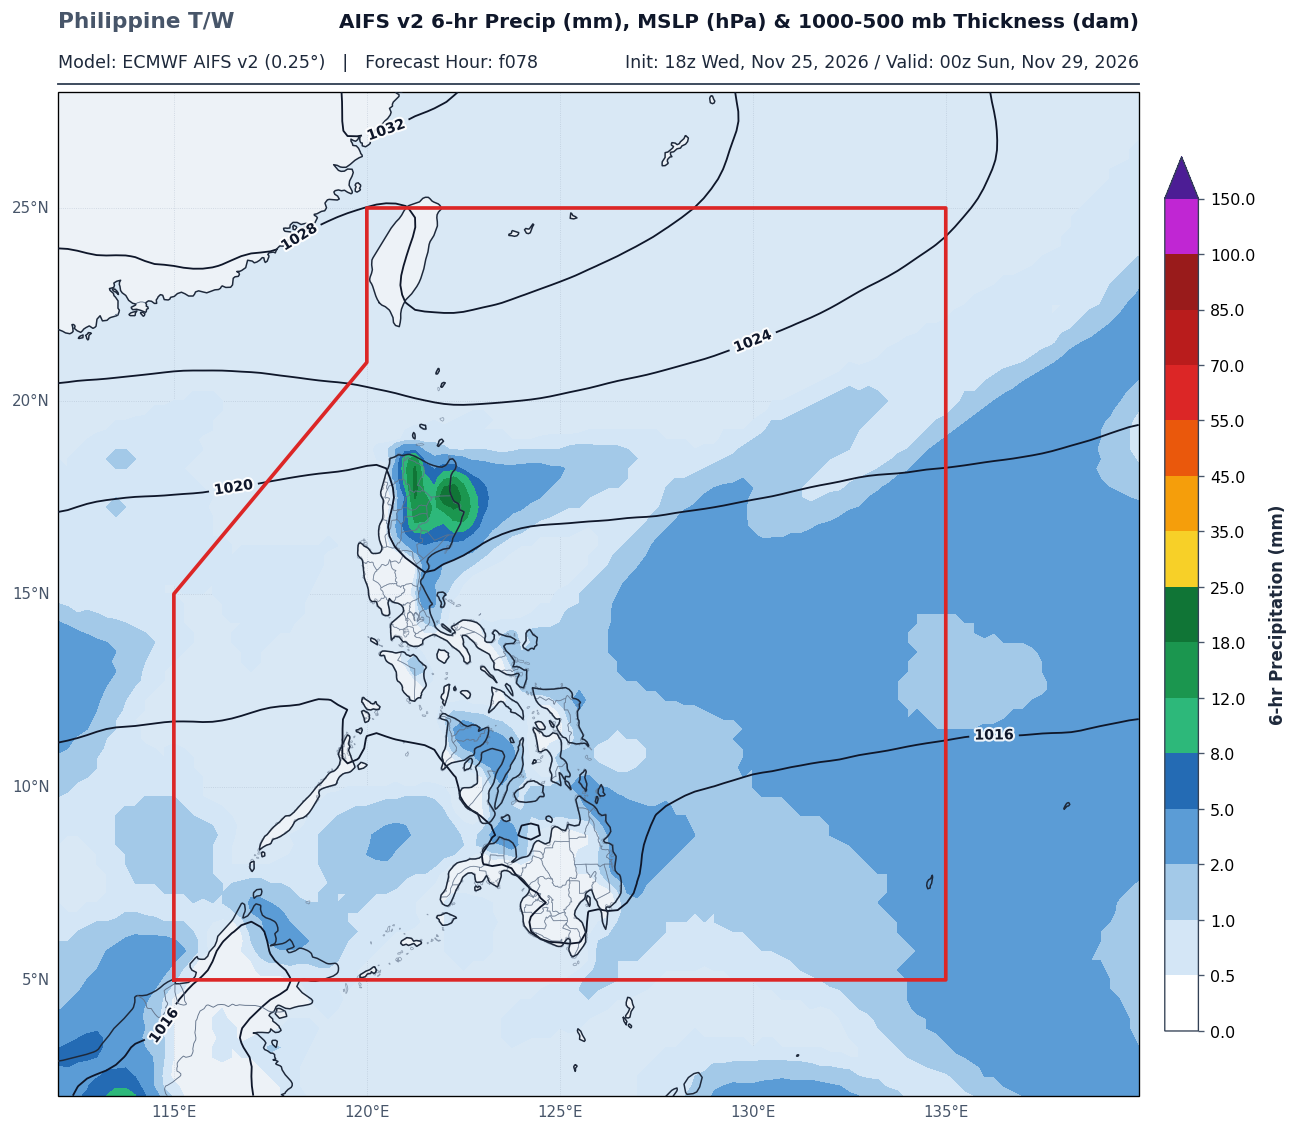 Philippine T/W
AIFS v2 6-hr Precip (mm), MSLP (hPa) & 1000-500 mb Thickness (dam)
Model: ECMWF AIFS v2 (0.25°) | Forecast Hour: f078
Init: 18z Wed, Nov 25, 2026 / Valid: 00z Sun, Nov 29, 2026
1032
1028
1024
1020
1016
1016
25°N
20°N
15°N
10°N
5°N
115°E
120°E
125°E
130°E
135°E
150.0
100.0
85.0
70.0
55.0
45.0
35.0
25.0
18.0
12.0
8.0
5.0
2.0
1.0
0.5
0.0
6-hr Precipitation (mm)